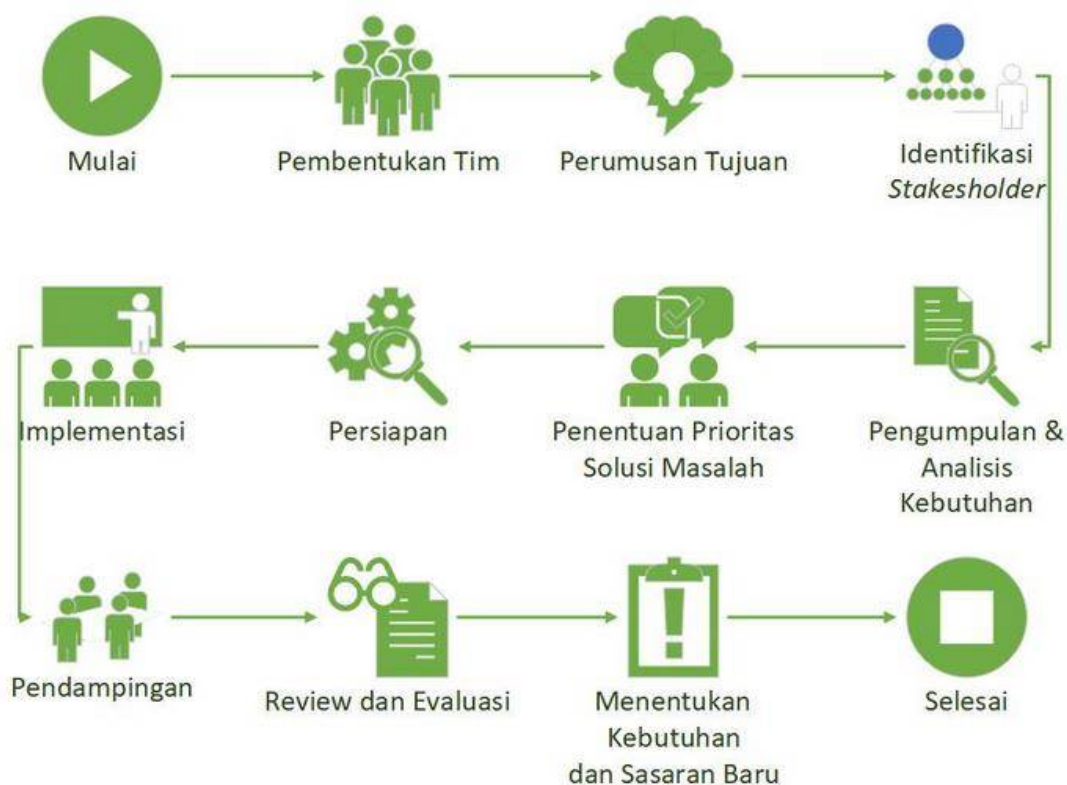 Mulai
Pembentukan Tim
Perumusan Tujuan
Identifikasi
Stakesholder
Pengumpulan &
Analisis
Kebutuhan
Penentuan Prioritas
Solusi Masalah
Persiapan
Implementasi
Pendampingan
Review dan Evaluasi
Menentukan
Kebutuhan
dan Sasaran Baru
Selesai